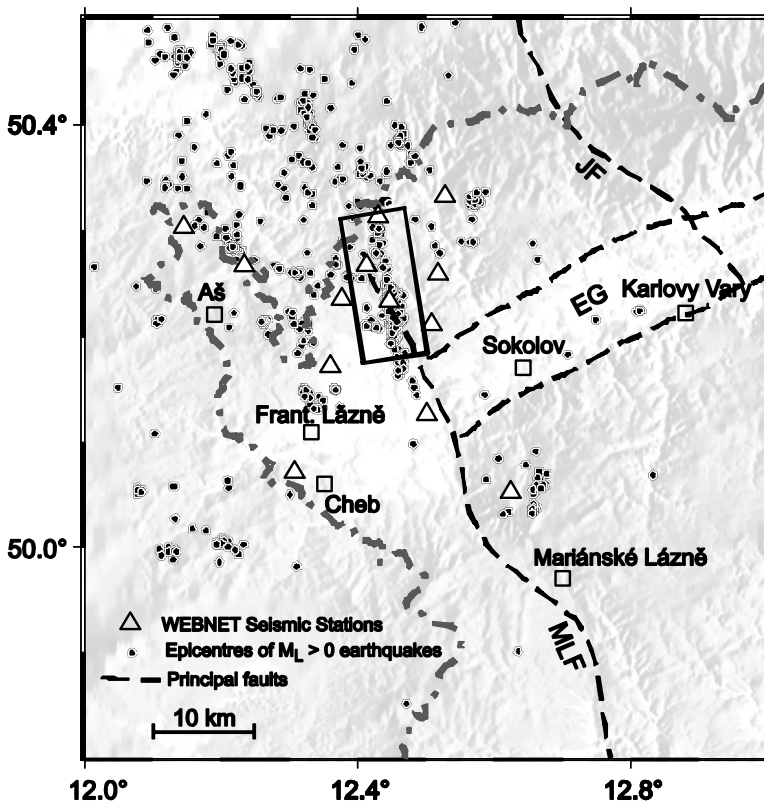 50.4°
JF
Aš
EG
Karlovy Vary
Sokolov
Frant. Lázně
Cheb
50.0°
Mariánské Lázně
WEBNET Seismic Stations
MLF
Epicentres of M_L > 0 earthquakes
Principal faults
10 km
12.0° 12.4° 12.8°